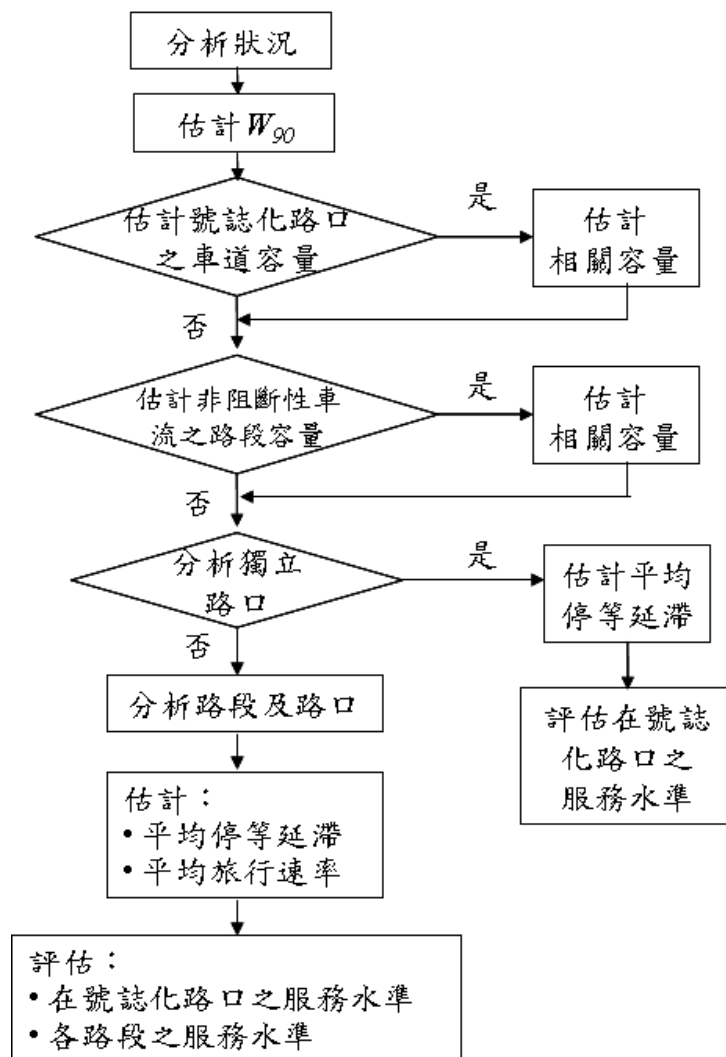 分析狀況
估計W90
估計號誌化路口
之車道容量
是
估計
相關容量
否
估計非阻斷性車
流之路段容量
是
估計
相關容量
否
分析獨立
路口
是
估計平均
停等延滯
否
分析路段及路口
評估在號誌
化路口之
服務水準
估計：
•平均停等延滯
•平均旅行速率
評估：
•在號誌化路口之服務水準
•各路段之服務水準